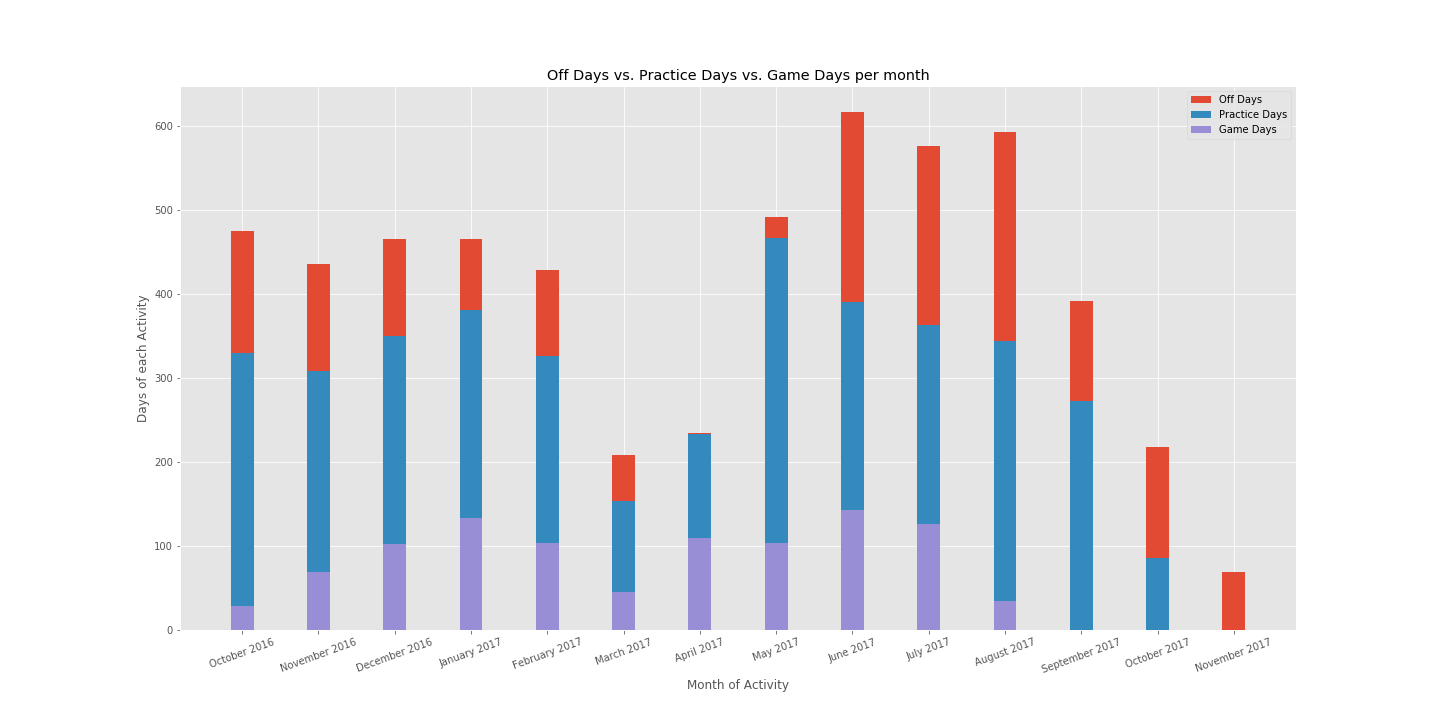 Off Days vs. Practice Days vs. Game Days per month
Off Days
Practice Days
Game Days
600
500
400
300
200
100
0
Days of each Activity
October 2016
November 2016
December 2016
January 2017
February 2017
March 2017
April 2017
May 2017
June 2017
July 2017
August 2017
September 2017
October 2017
November 2017
Month of Activity